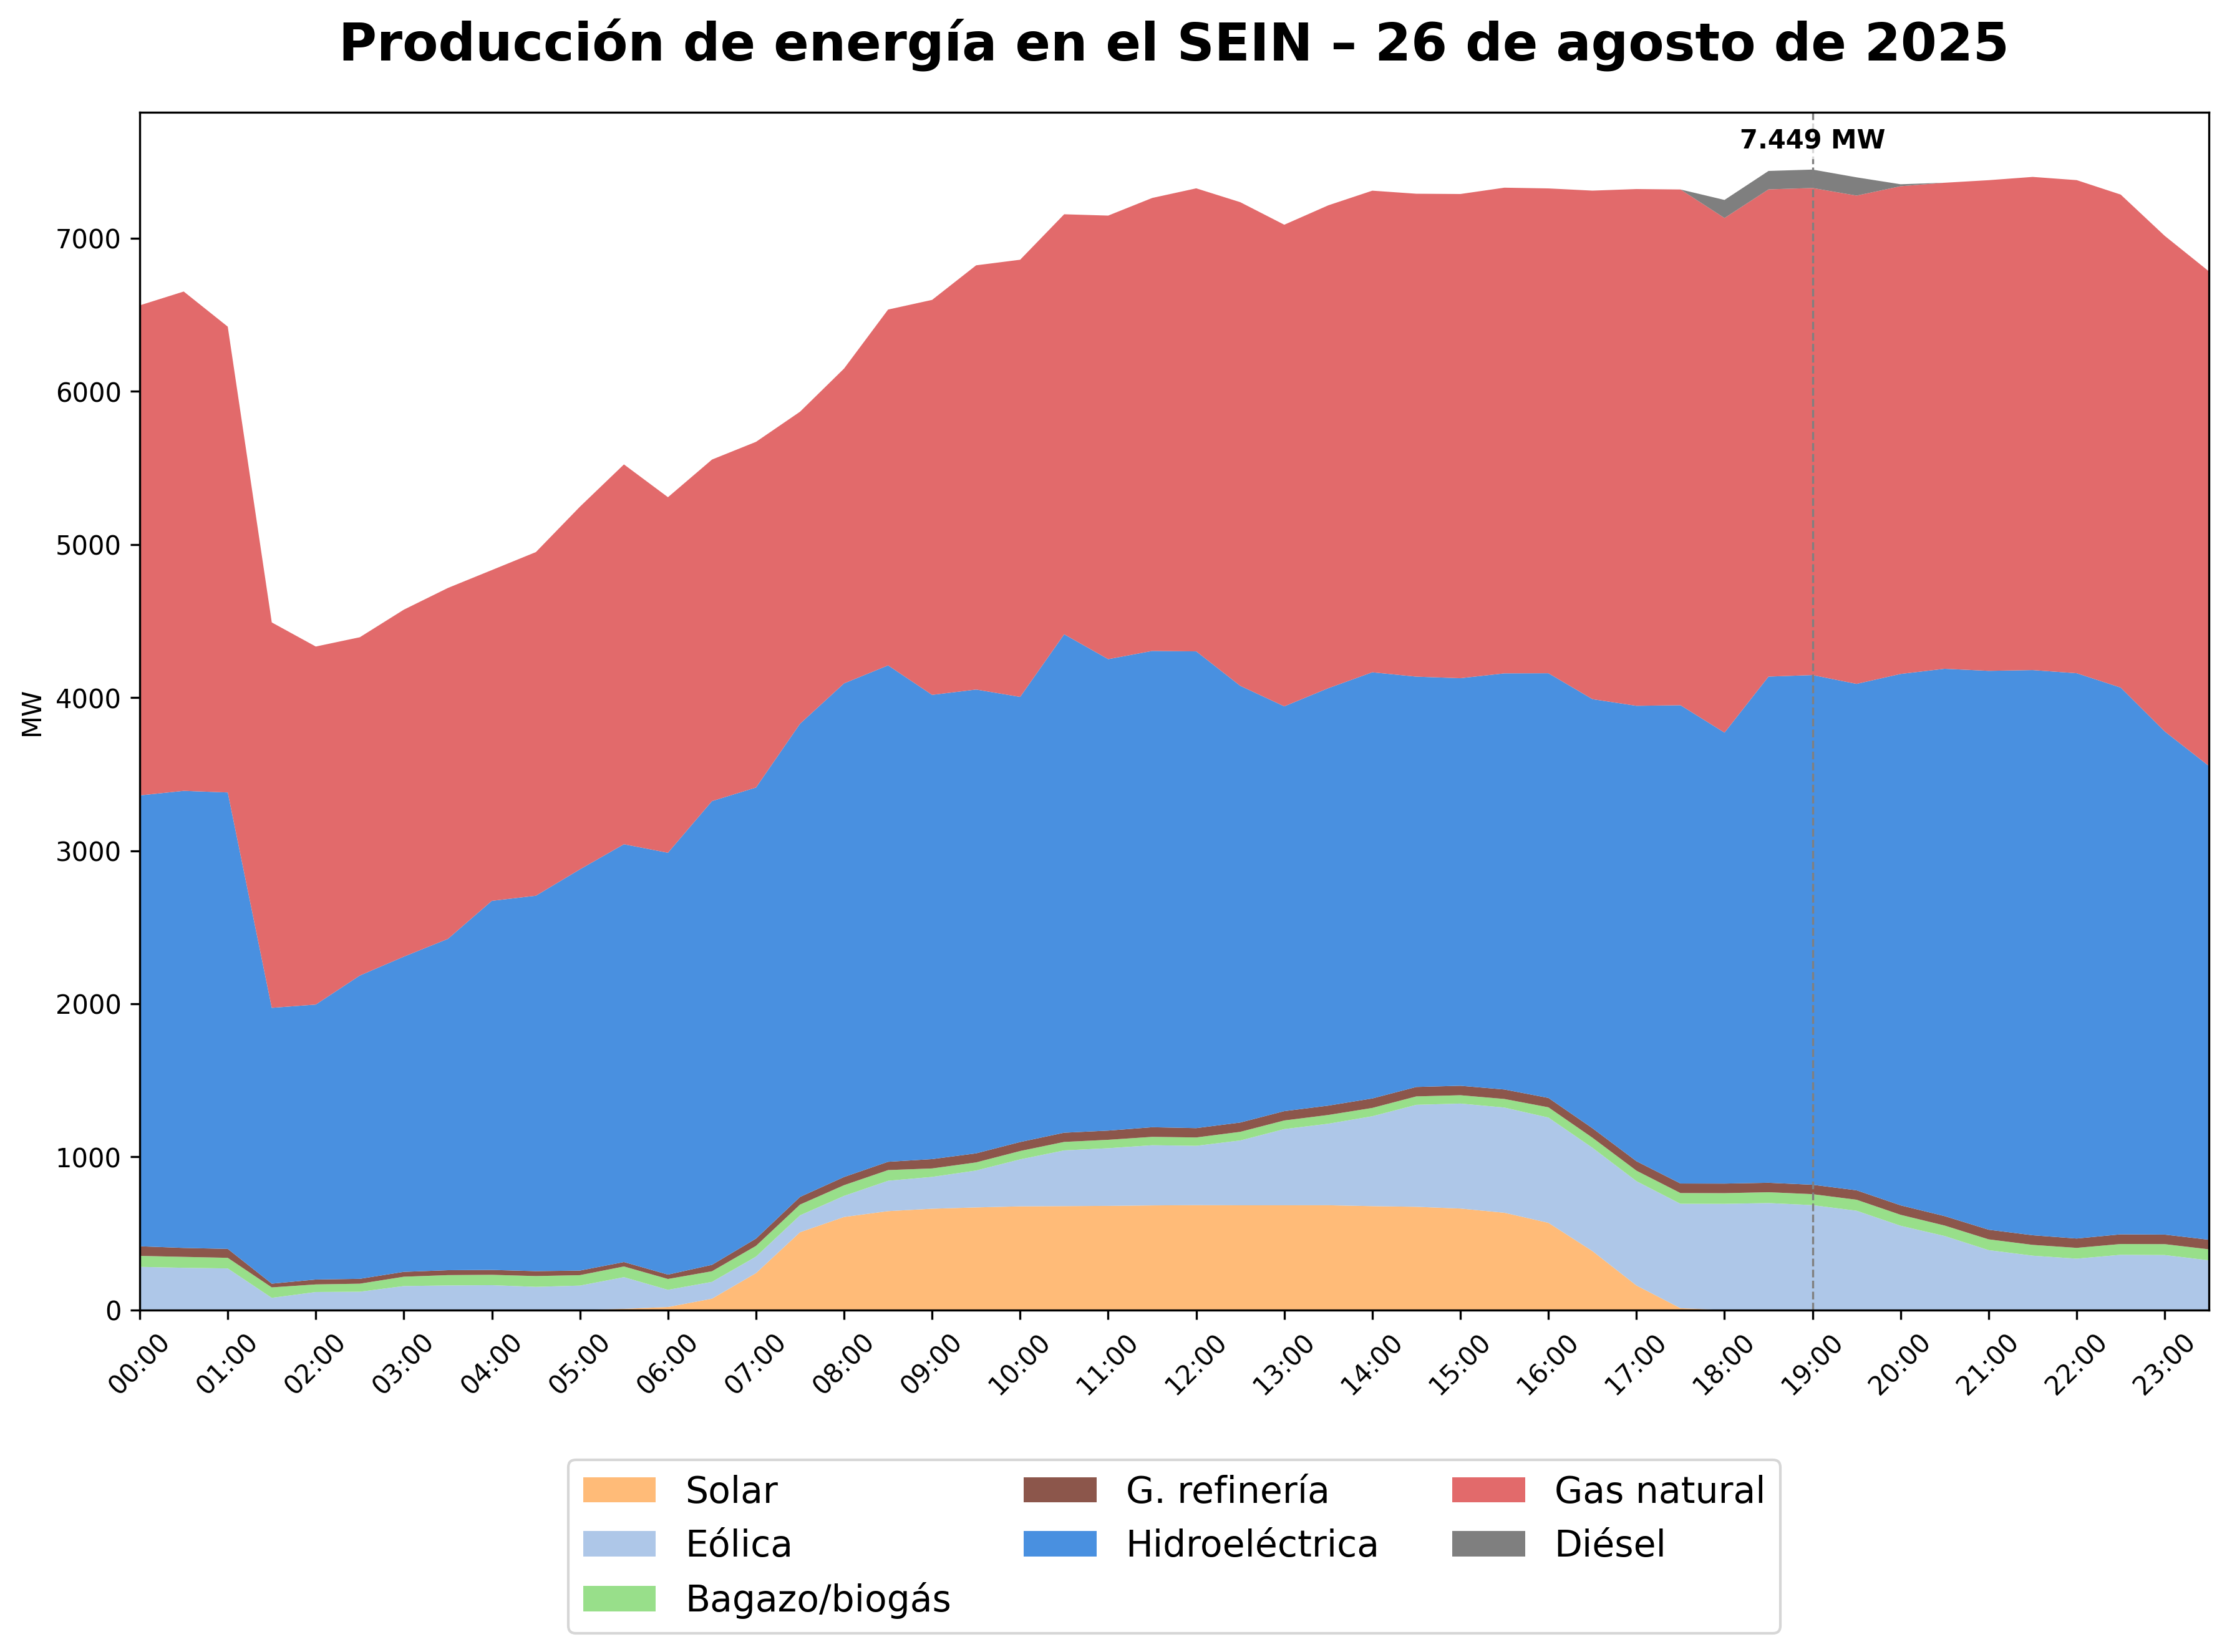 Producción de energía en el SEIN – 26 de agosto de 2025
7.449 MW
7000
6000
5000
4000
3000
2000
1000
0
MW
00:00 01:00 02:00 03:00 04:00 05:00 06:00 07:00 08:00 09:00 10:00 11:00 12:00 13:00 14:00 15:00 16:00 17:00 18:00 19:00 20:00 21:00 22:00 23:00
Solar G. refinería Gas natural
Eólica Hidroeléctrica Diésel
Bagazo/biogás